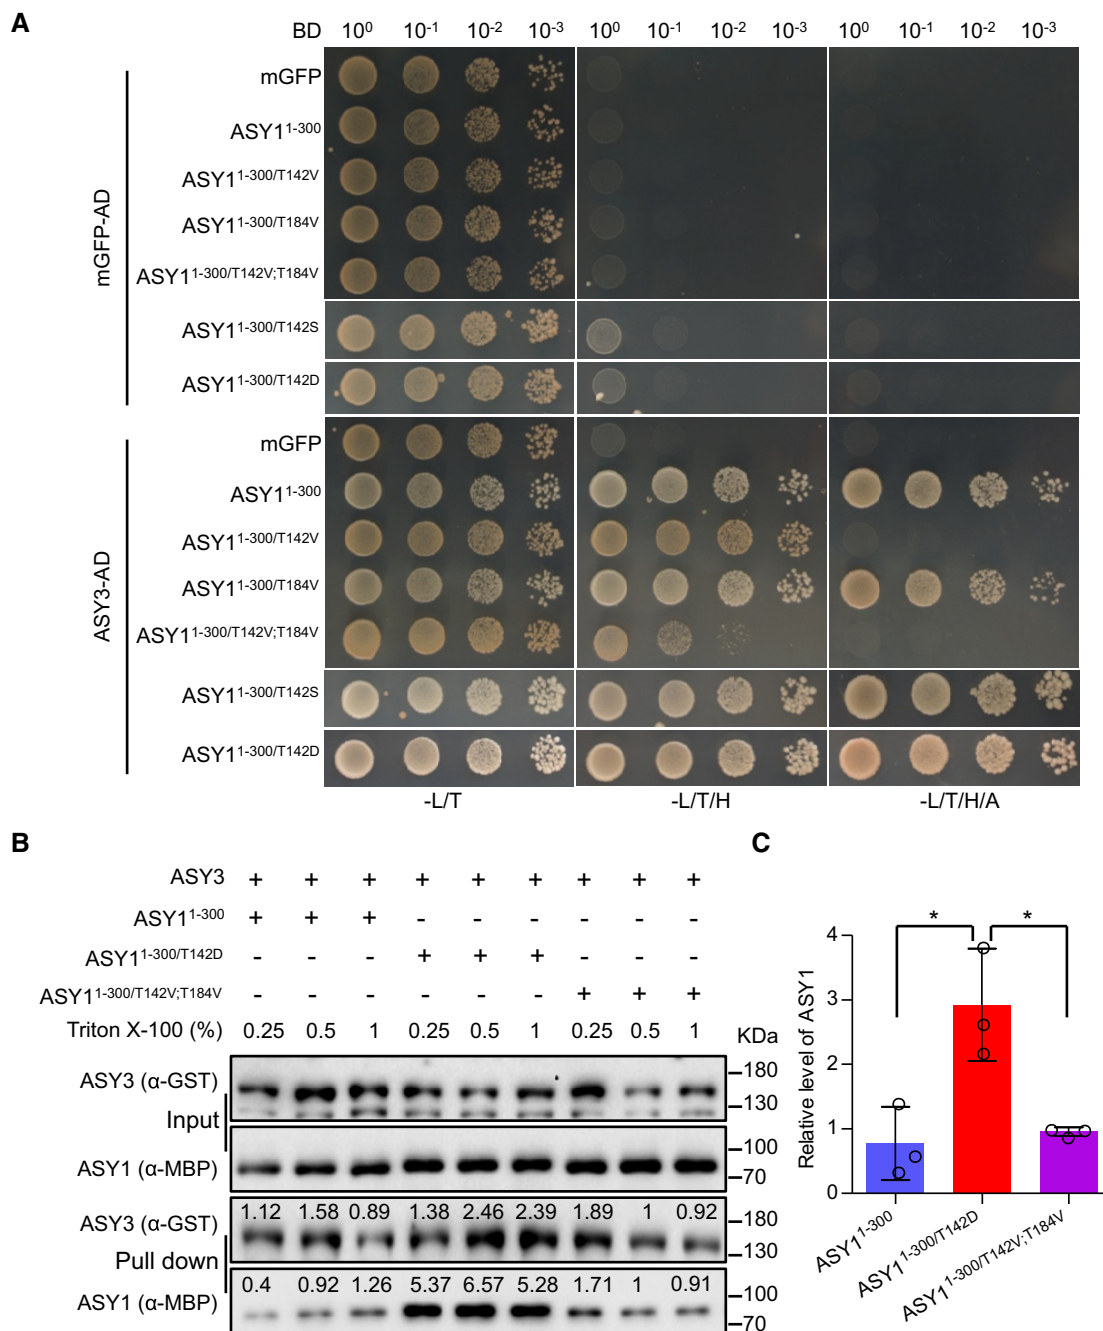 A
BD 10⁰ 10⁻¹ 10⁻² 10⁻³ 10⁰ 10⁻¹ 10⁻² 10⁻³ 10⁰ 10⁻¹ 10⁻² 10⁻³
mGFP-AD
mGFP
ASY1¹⁻³⁰⁰
ASY1¹⁻³⁰⁰/T142V
ASY1¹⁻³⁰⁰/T184V
ASY1¹⁻³⁰⁰/T142V;T184V
ASY1¹⁻³⁰⁰/T142S
ASY1¹⁻³⁰⁰/T142D
ASY3-AD
mGFP
ASY1¹⁻³⁰⁰
ASY1¹⁻³⁰⁰/T142V
ASY1¹⁻³⁰⁰/T184V
ASY1¹⁻³⁰⁰/T142V;T184V
ASY1¹⁻³⁰⁰/T142S
ASY1¹⁻³⁰⁰/T142D
-L/T -L/T/H -L/T/H/A
B
ASY3 + + + + + + + + +
ASY1¹⁻³⁰⁰ + + + - - - - - -
ASY1¹⁻³⁰⁰/T142D - - - + + + - - -
ASY1¹⁻³⁰⁰/T142V;T184V - - - - - - + + +
Triton X-100 (%) 0.25 0.5 1 0.25 0.5 1 0.25 0.5 1 KDa
ASY3 (α-GST) 180
130
Input
ASY1 (α-MBP) 100
70
ASY3 (α-GST) 1.12 1.58 0.89 1.38 2.46 2.39 1.89 1 0.92 180
130
Pull down
ASY1 (α-MBP) 0.4 0.92 1.26 5.37 6.57 5.28 1.71 1 0.91 100
70
C
* *
Relative level of ASY1
4
3
2
1
0
ASY1¹⁻³⁰⁰
ASY1¹⁻³⁰⁰/T142D
ASY1¹⁻³⁰⁰/T142V;T184V